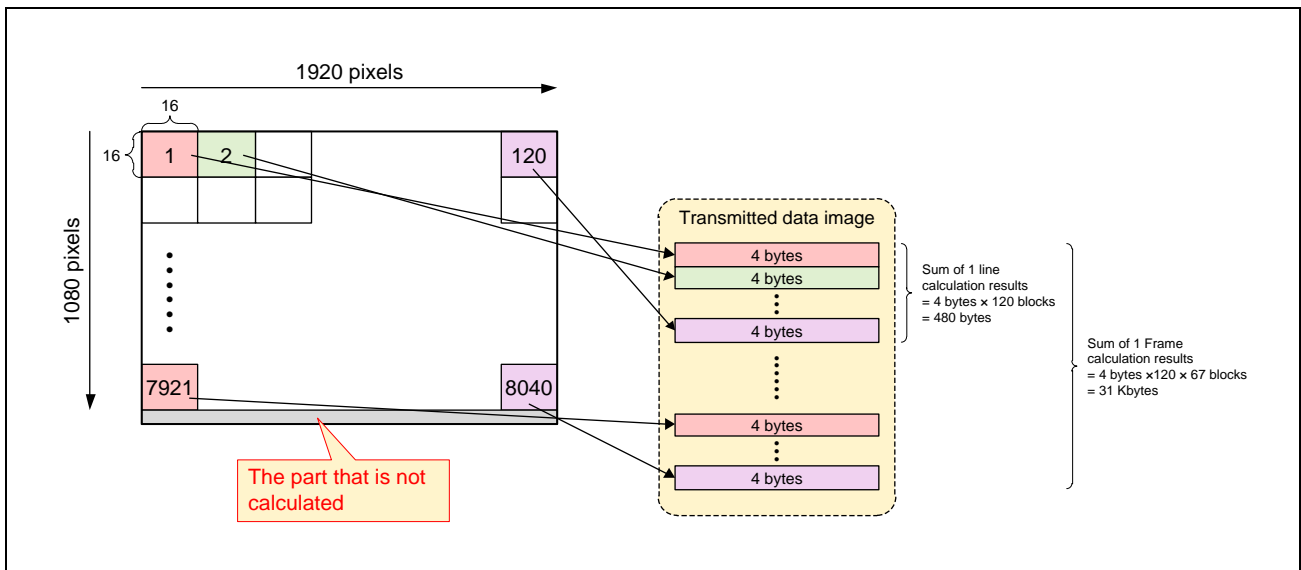 1920 pixels
16
16
1
2
120
1080 pixels
7921
8040
The part that is not
calculated
Transmitted data image
4 bytes
4 bytes
4 bytes
4 bytes
4 bytes
Sum of 1 line
calculation results
= 4 bytes × 120 blocks
= 480 bytes
Sum of 1 Frame
calculation results
= 4 bytes ×120 × 67 blocks
= 31 Kbytes